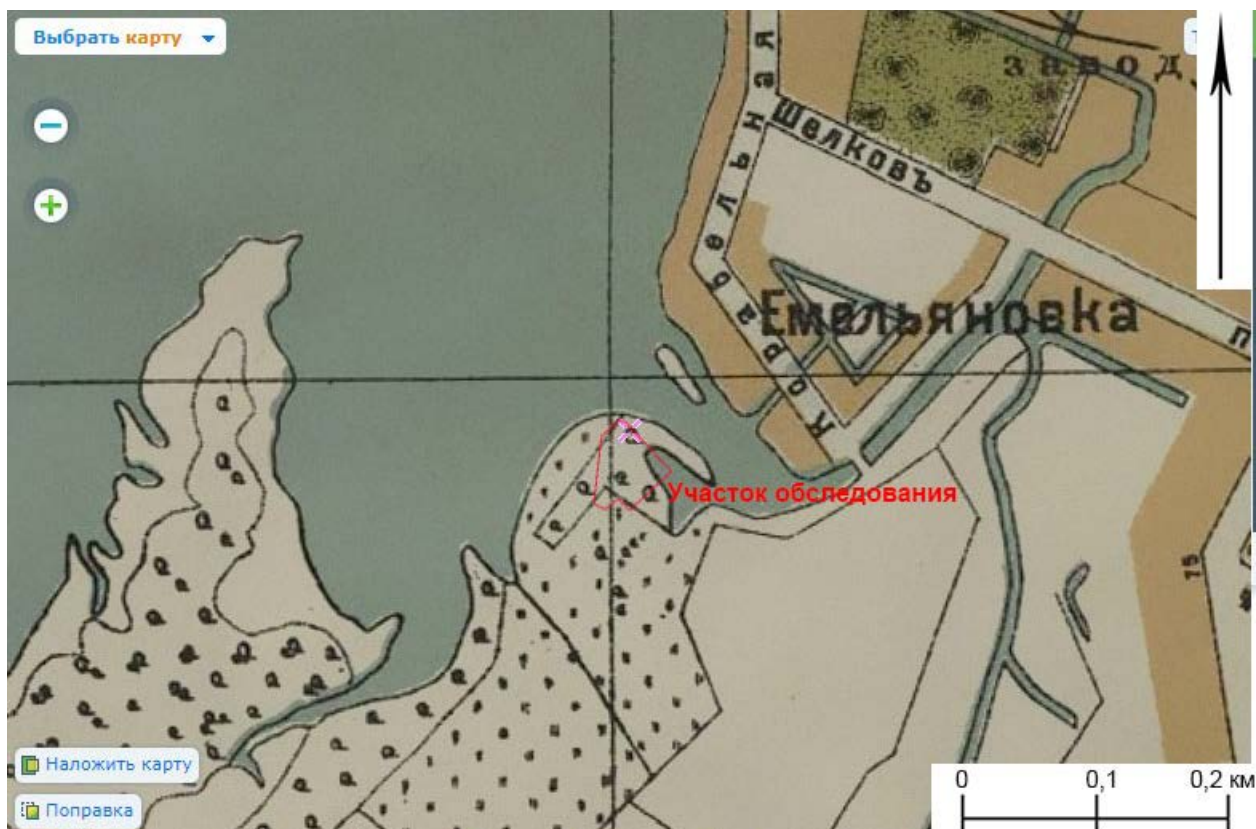 Выбрать карту
заводъ
Корабельная
Шелковъ
Емельяновка
П
Участок обследования
75
Наложить карту
Поправка
0 0,1 0,2 км